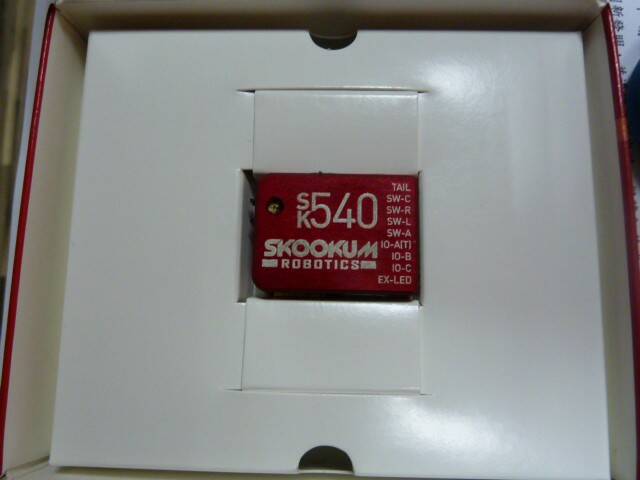 SK540
SKOOKUM
ROBOTICS
TAIL
SW-C
SW-R
SW-L
SW-A
IO-A(T)
IO-B
IO-C
EX-LED